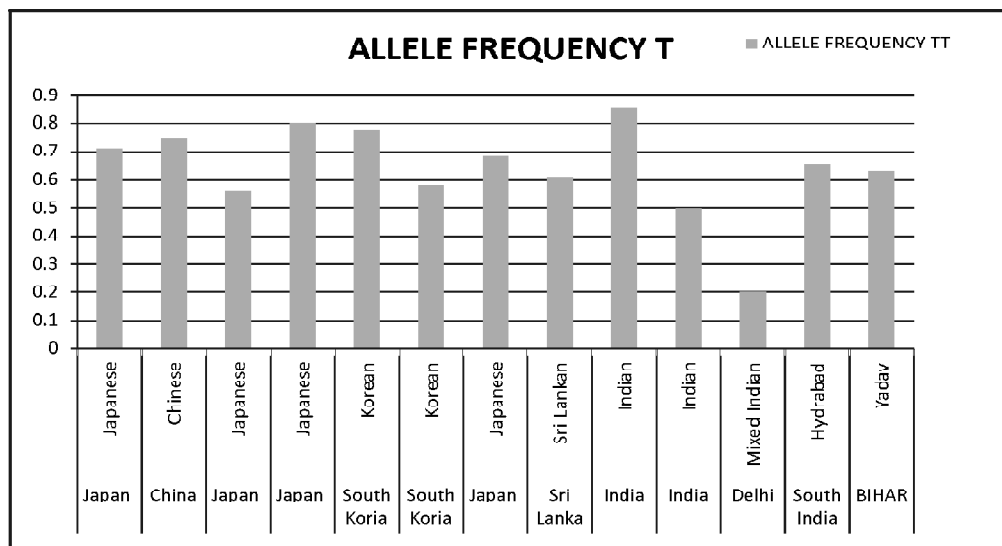 ALLELE FREQUENCY T
ALLELE FREQUENCY TT
0.9
0.8
0.7
0.6
0.5
0.4
0.3
0.2
0.1
0
Japanese
Chinese
Japanese
Japanese
Korean
Korean
Japanese
Sri Lankan
Indian
Indian
Mixed Indian
Hydrabad
Yadav
Japan
China
Japan
Japan
South
Koria
South
Koria
Japan
Sri
Lanka
India
India
Delhi
South
India
BIHAR